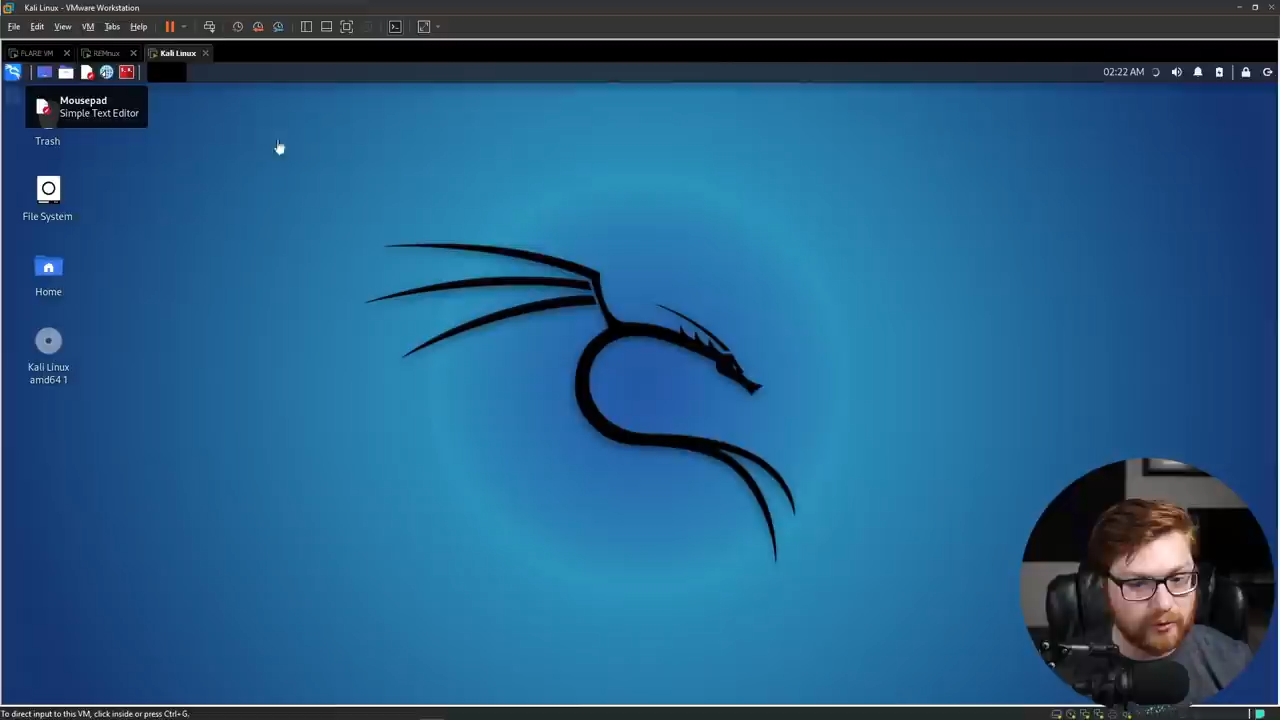 Kali Linux - VMware Workstation
File Edit View VM Tabs Help
FLARE VM REMnux Kali Linux
02:22 AM
Mousepad
Simple Text Editor
Trash
File System
Home
Kali Linux
amd64 1
To direct input to this VM, click inside or press Ctrl+G.